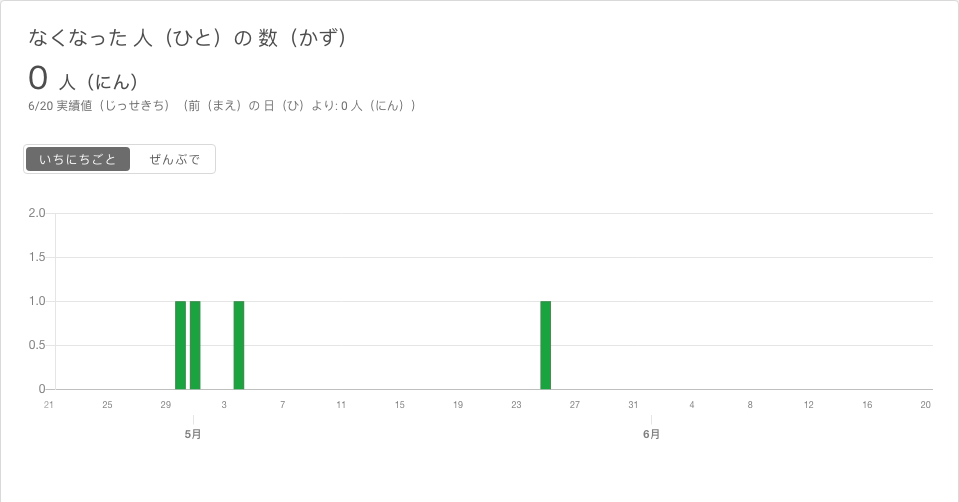 なくなった 人（ひと）の 数（かず）
0 人（にん）
6/20 実績値（じっせきち）（前（まえ）の 日（ひ）より: 0 人（にん））
いちにちごと ぜんぶで
2.0
1.5
1.0
0.5
0
21 25 29 3 7 11 15 19 23 27 31 4 8 12 16 20
5月 6月